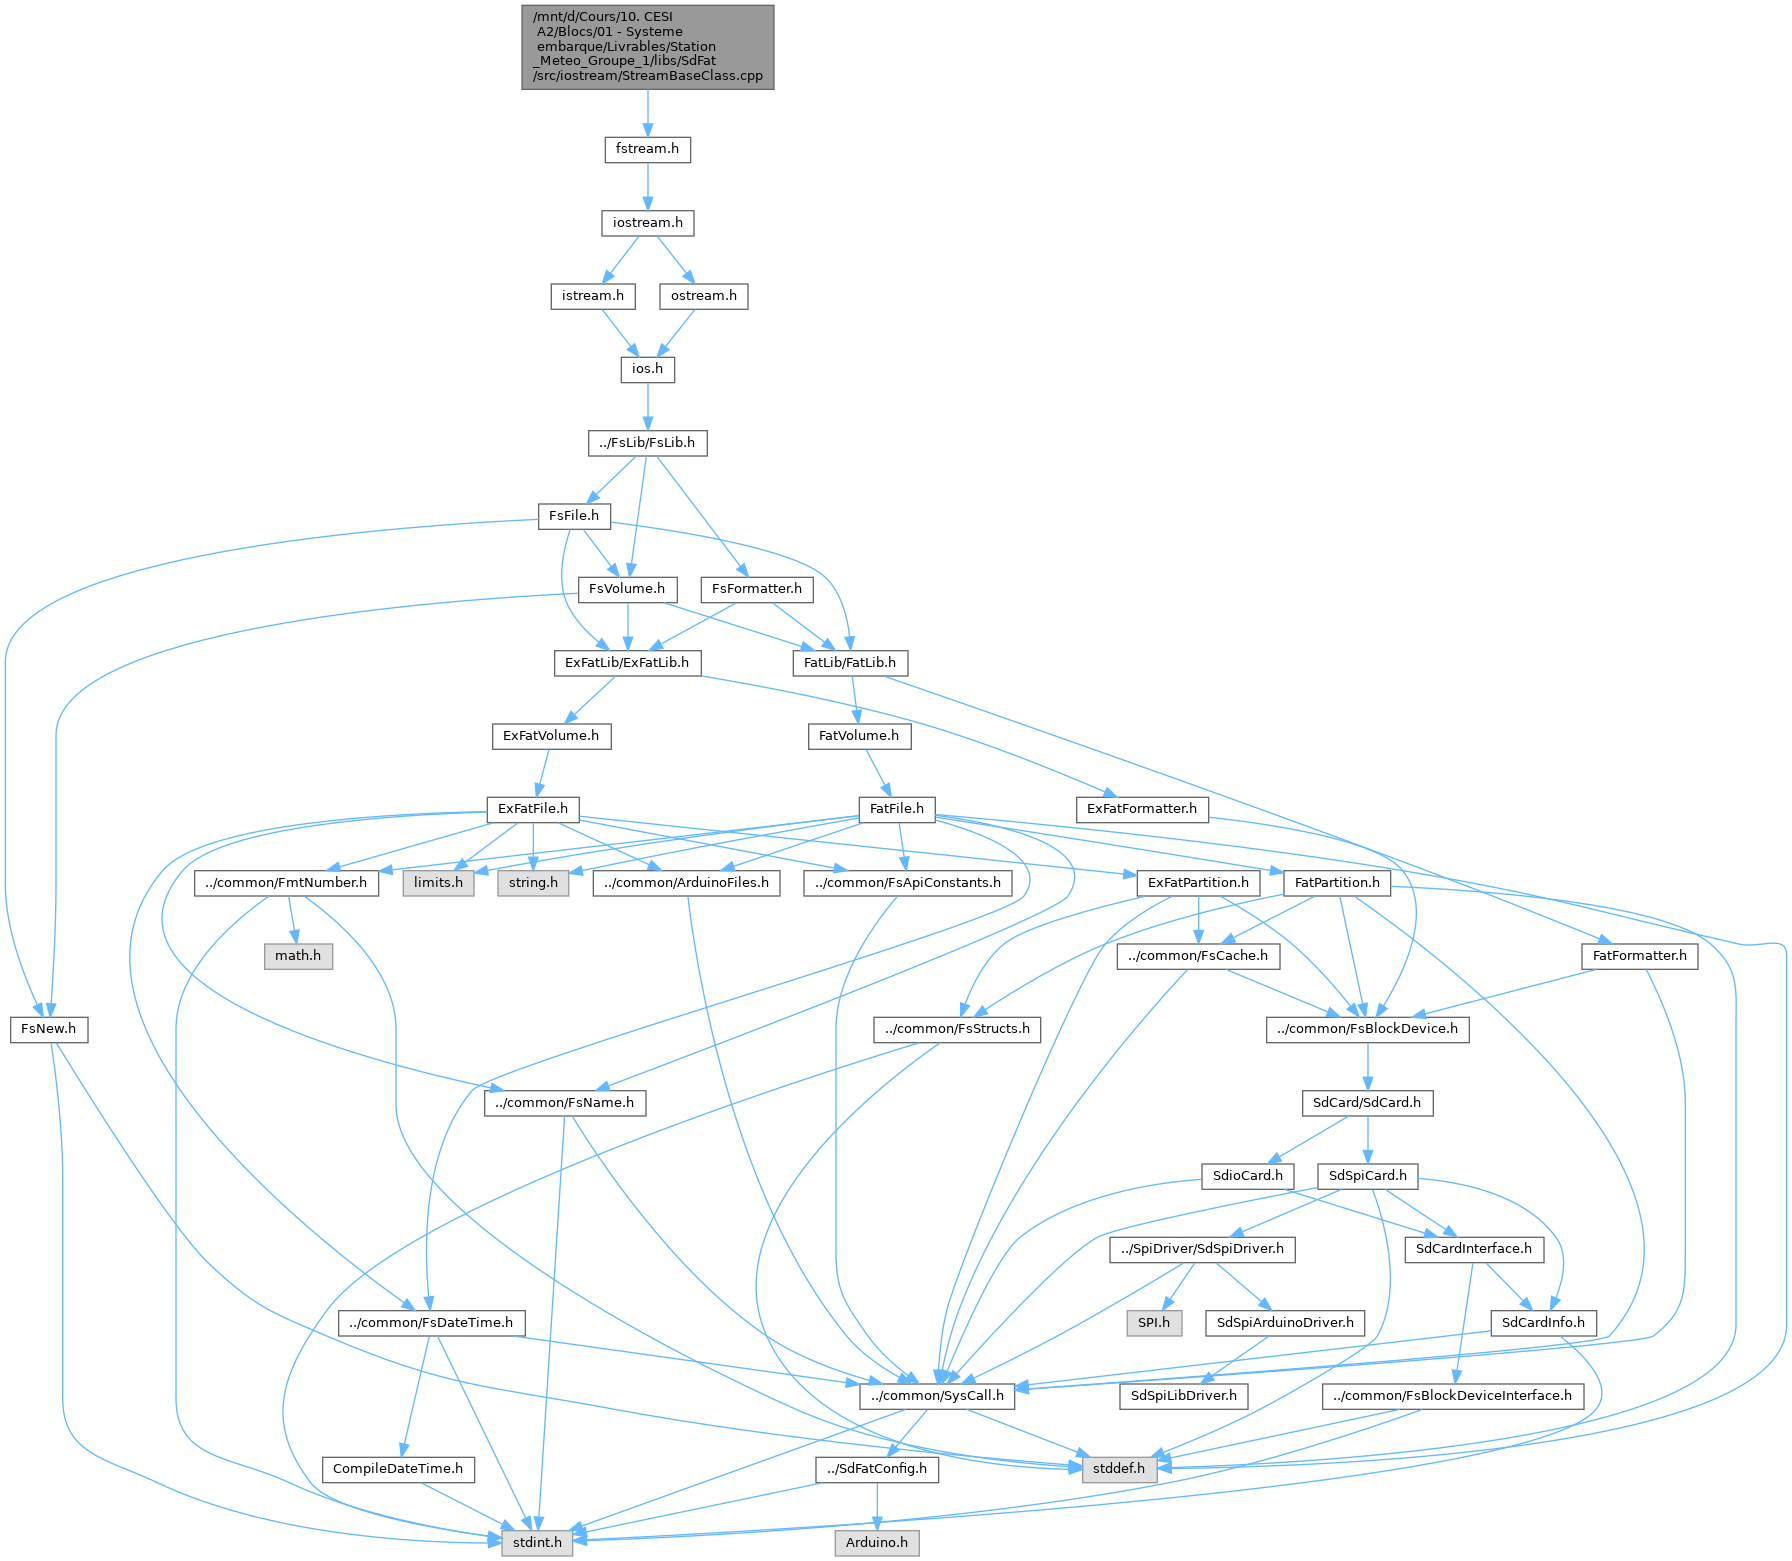 /mnt/d/Cours/10. CESI
A2/Blocs/01 - Systeme
embarque/Livrables/Station
_Meteo_Groupe_1/libs/SdFat
/src/iostream/StreamBaseClass.cpp
fstream.h
iostream.h
istream.h
ostream.h
ios.h
../FsLib/FsLib.h
FsFile.h
FsVolume.h
FsFormatter.h
ExFatLib/ExFatLib.h
FatLib/FatLib.h
ExFatVolume.h
FatVolume.h
ExFatFile.h
FatFile.h
ExFatFormatter.h
../common/FmtNumber.h
limits.h
string.h
../common/ArduinoFiles.h
../common/FsApiConstants.h
ExFatPartition.h
FatPartition.h
math.h
../common/FsCache.h
FatFormatter.h
FsNew.h
../common/FsStructs.h
../common/FsBlockDevice.h
../common/FsName.h
SdCard/SdCard.h
SdioCard.h
SdSpiCard.h
../SpiDriver/SdSpiDriver.h
SdCardInterface.h
../common/FsDateTime.h
SPI.h
SdSpiArduinoDriver.h
SdCardInfo.h
../common/SysCall.h
SdSpiLibDriver.h
../common/FsBlockDeviceInterface.h
CompileDateTime.h
../SdFatConfig.h
stddef.h
stdint.h
Arduino.h